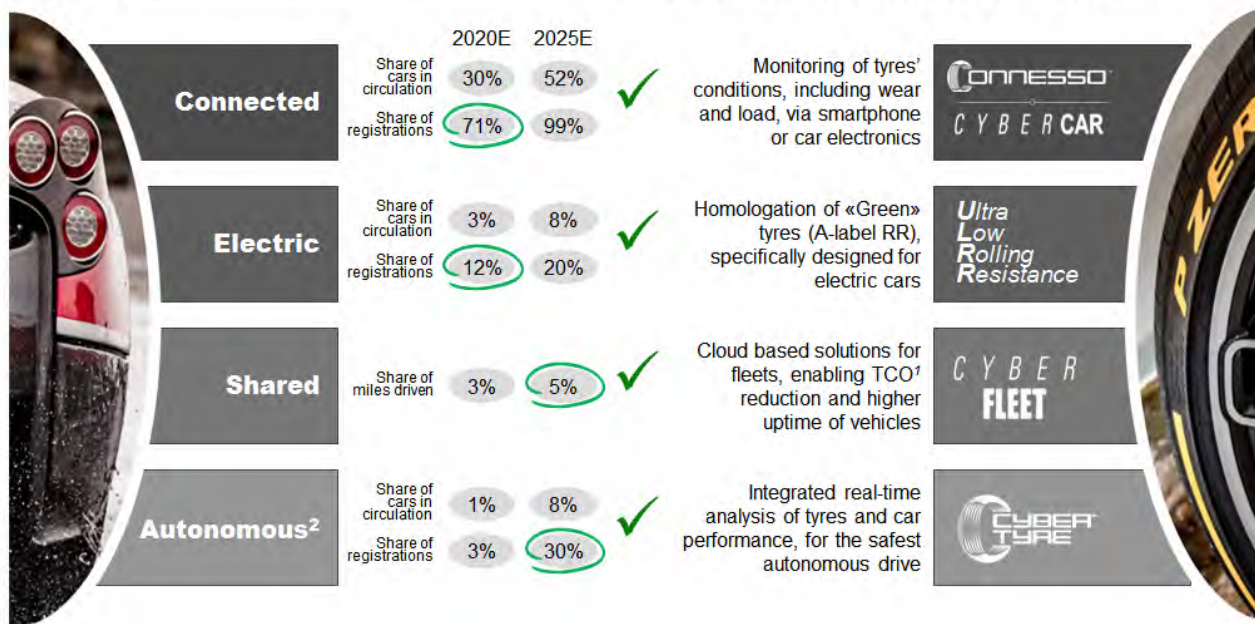 2020E 2025E
Connected
Share of
cars in
circulation
30% 52%
Share of
registrations
71% 99%
Monitoring of tyres’
conditions, including wear
and load, via smartphone
or car electronics
CONNESSO
CYBER CAR
Electric
Share of
cars in
circulation
3% 8%
Share of
registrations
12% 20%
Homologation of «Green»
tyres (A-label RR),
specifically designed for
electric cars
Ultra
Low
Rolling
Resistance
Shared
Share of
miles driven
3% 5%
Cloud based solutions for
fleets, enabling TCO¹
reduction and higher
uptime of vehicles
CYBER
FLEET
Autonomous²
Share of
cars in
circulation
1% 8%
Share of
registrations
3% 30%
Integrated real-time
analysis of tyres and car
performance, for the safest
autonomous drive
CYBER
TYRE
P ZER